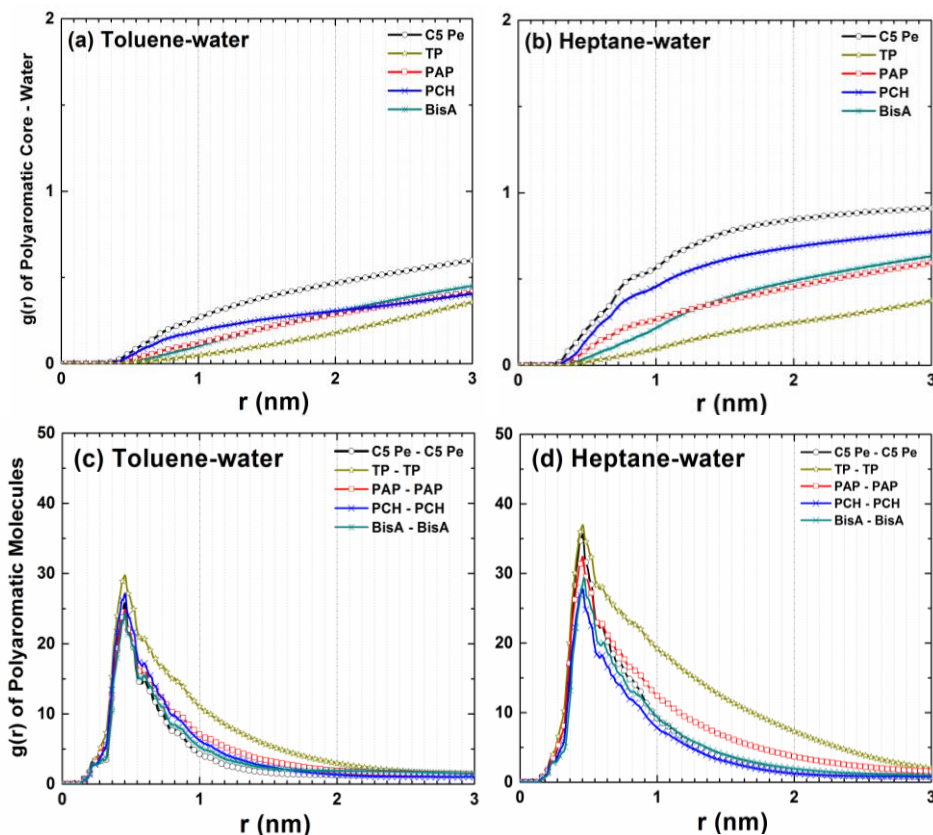 (a) Toluene-water
C5 Pe
TP
PAP
PCH
BisA
g(r) of Polyaromatic Core - Water
2
1
0
0 1 2 3
r (nm)
(b) Heptane-water
C5 Pe
TP
PAP
PCH
BisA
2
1
0
0 1 2 3
r (nm)
(c) Toluene-water
C5 Pe - C5 Pe
TP - TP
PAP - PAP
PCH - PCH
BisA - BisA
g(r) of Polyaromatic Molecules
50
40
30
20
10
0
0 1 2 3
r (nm)
(d) Heptane-water
C5 Pe - C5 Pe
TP - TP
PAP - PAP
PCH - PCH
BisA - BisA
50
40
30
20
10
0
0 1 2 3
r (nm)